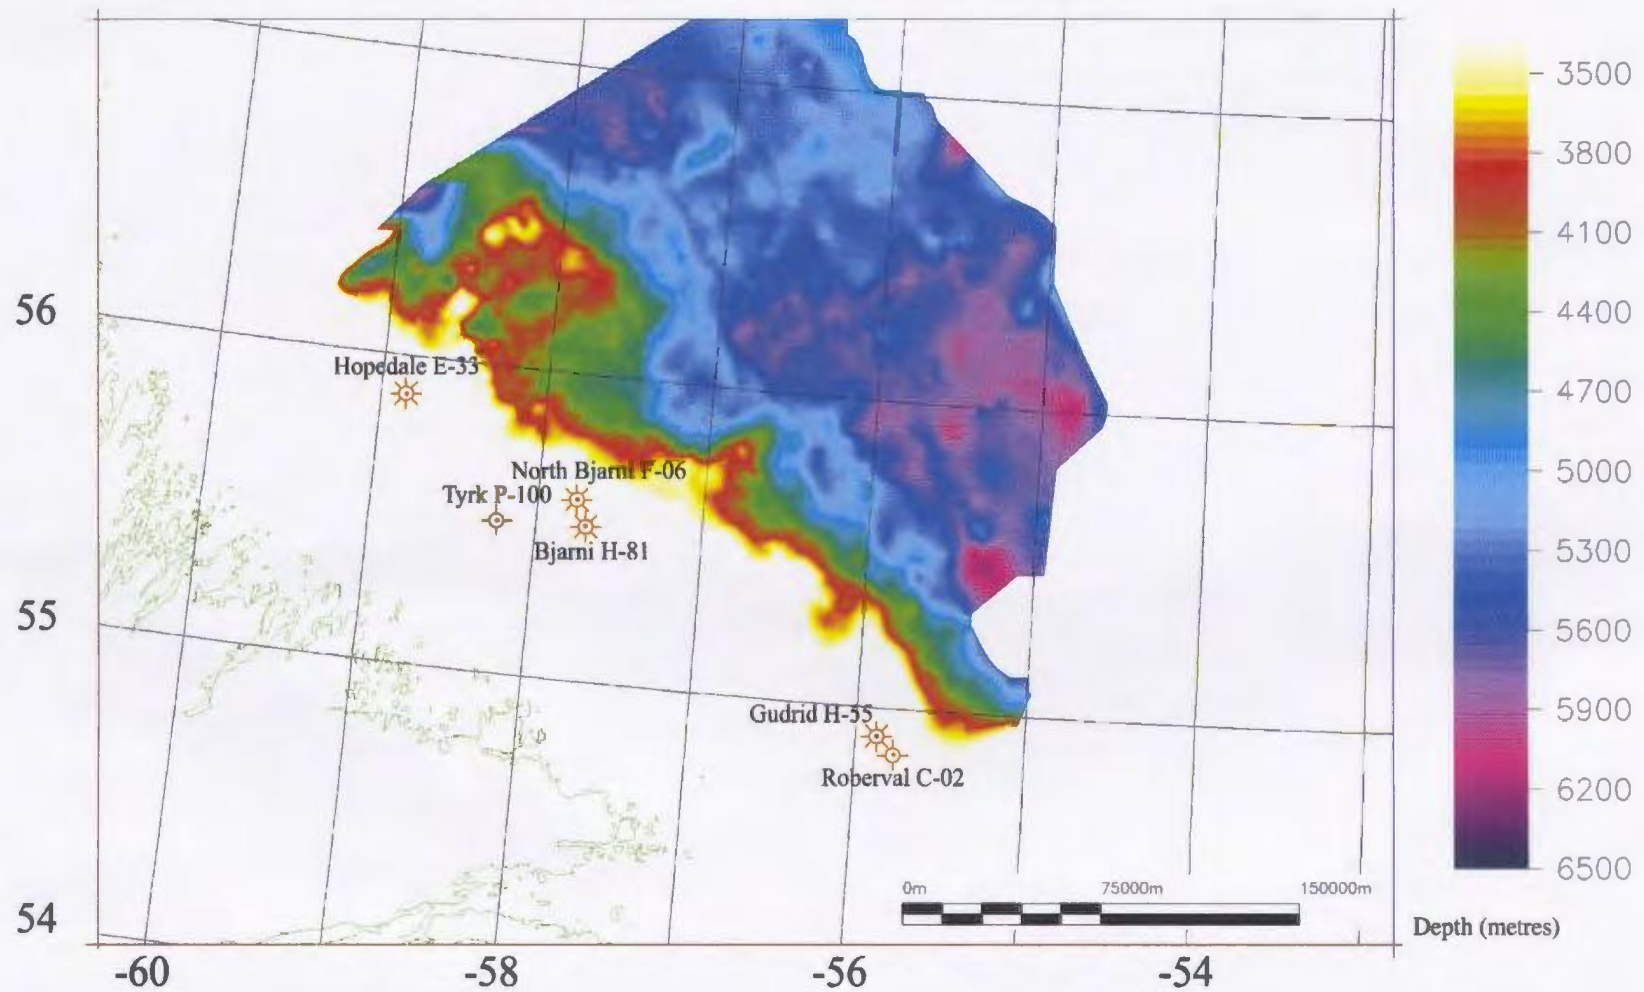 3500
3800
4100
4400
4700
5000
5300
5600
5900
6200
6500
Depth (metres)
56
55
54
Hopedale E-33
North Bjarni F-06
Tyrk P-100
Bjarni H-81
Gudrid H-55
Roberval C-02
0m 75000m 150000m
-60 -58 -56 -54